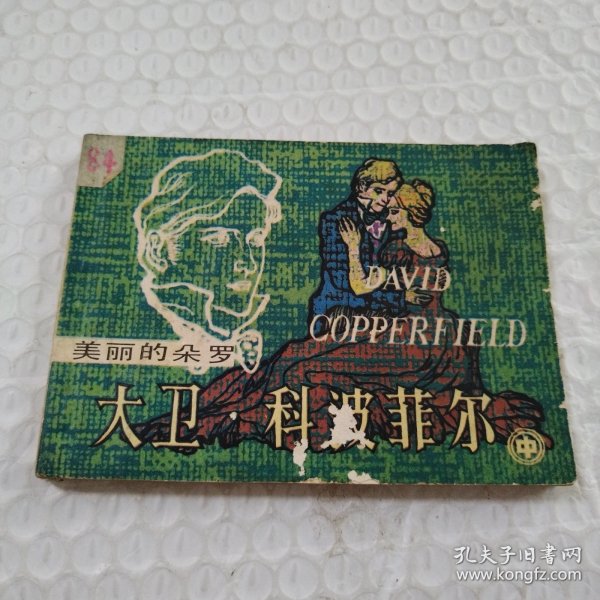 84
DAVID
COPPERFIELD
美丽的朵罗
大卫·科波菲尔
中
孔夫子旧书网
www.kongfz.com